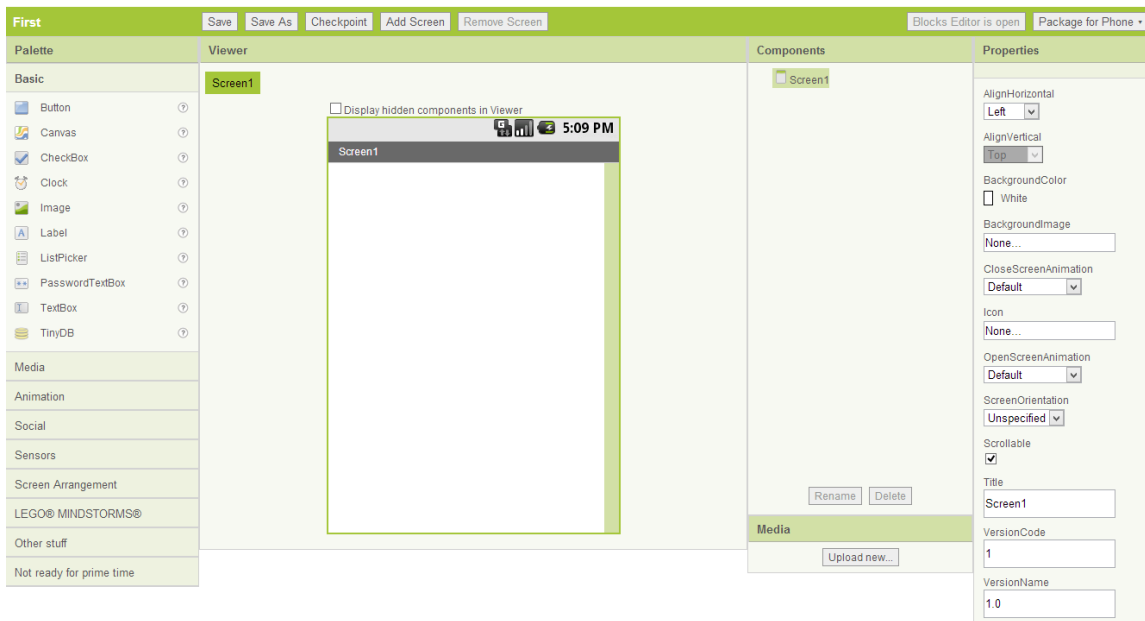 First
Save
Save As
Checkpoint
Add Screen
Remove Screen
Blocks Editor is open
Package for Phone
Palette
Viewer
Components
Properties
Basic
Button
Canvas
CheckBox
Clock
Image
Label
ListPicker
PasswordTextBox
TextBox
TinyDB
Media
Animation
Social
Sensors
Screen Arrangement
LEGO® MINDSTORMS®
Other stuff
Not ready for prime time
Screen1
Display hidden components in Viewer
5:09 PM
Screen1
Screen1
Rename
Delete
Media
Upload new...
AlignHorizontal
Left
AlignVertical
Top
BackgroundColor
White
BackgroundImage
None...
CloseScreenAnimation
Default
Icon
None...
OpenScreenAnimation
Default
ScreenOrientation
Unspecified
Scrollable
Title
Screen1
VersionCode
1
VersionName
1.0